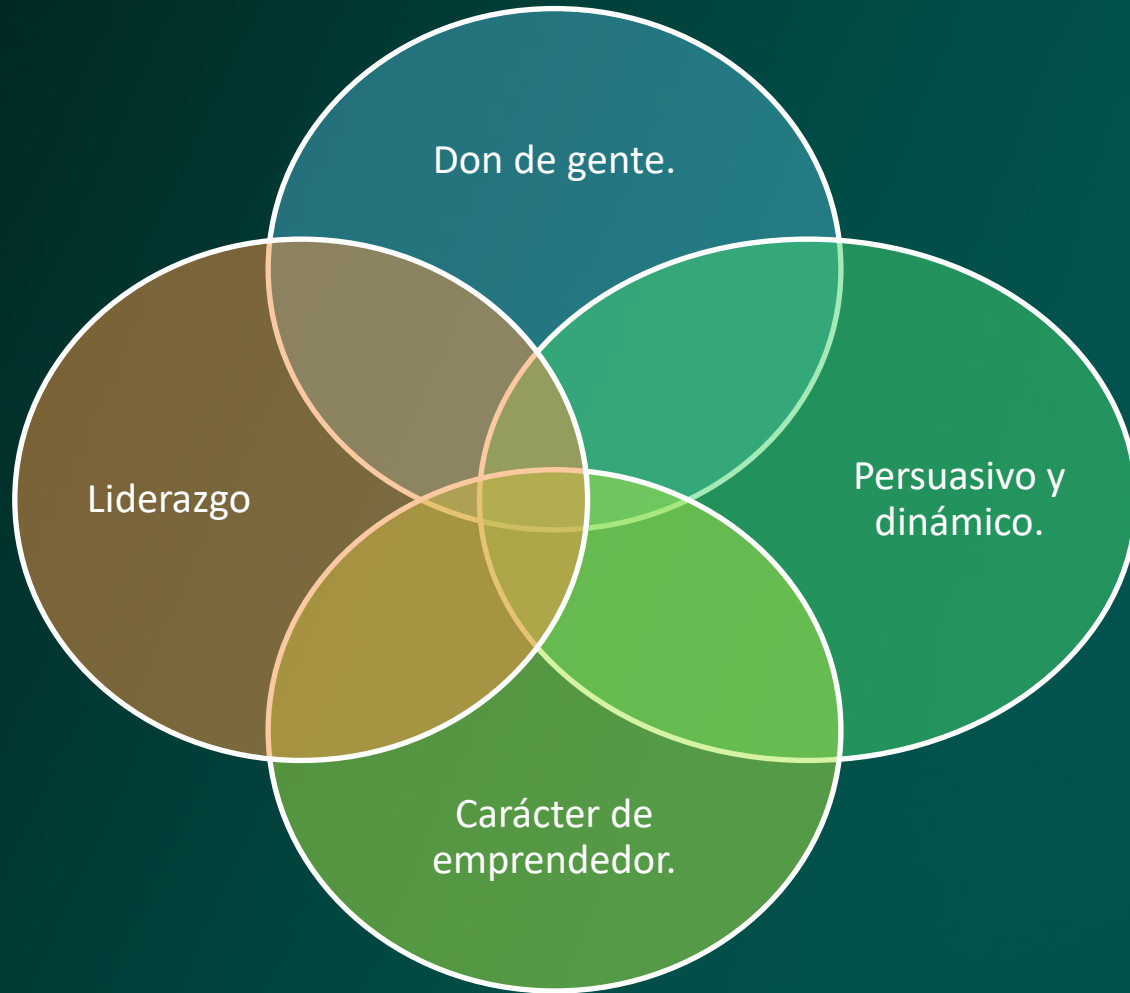 Don de gente.
Liderazgo
Persuasivo y
dinámico.
Carácter de
emprendedor.